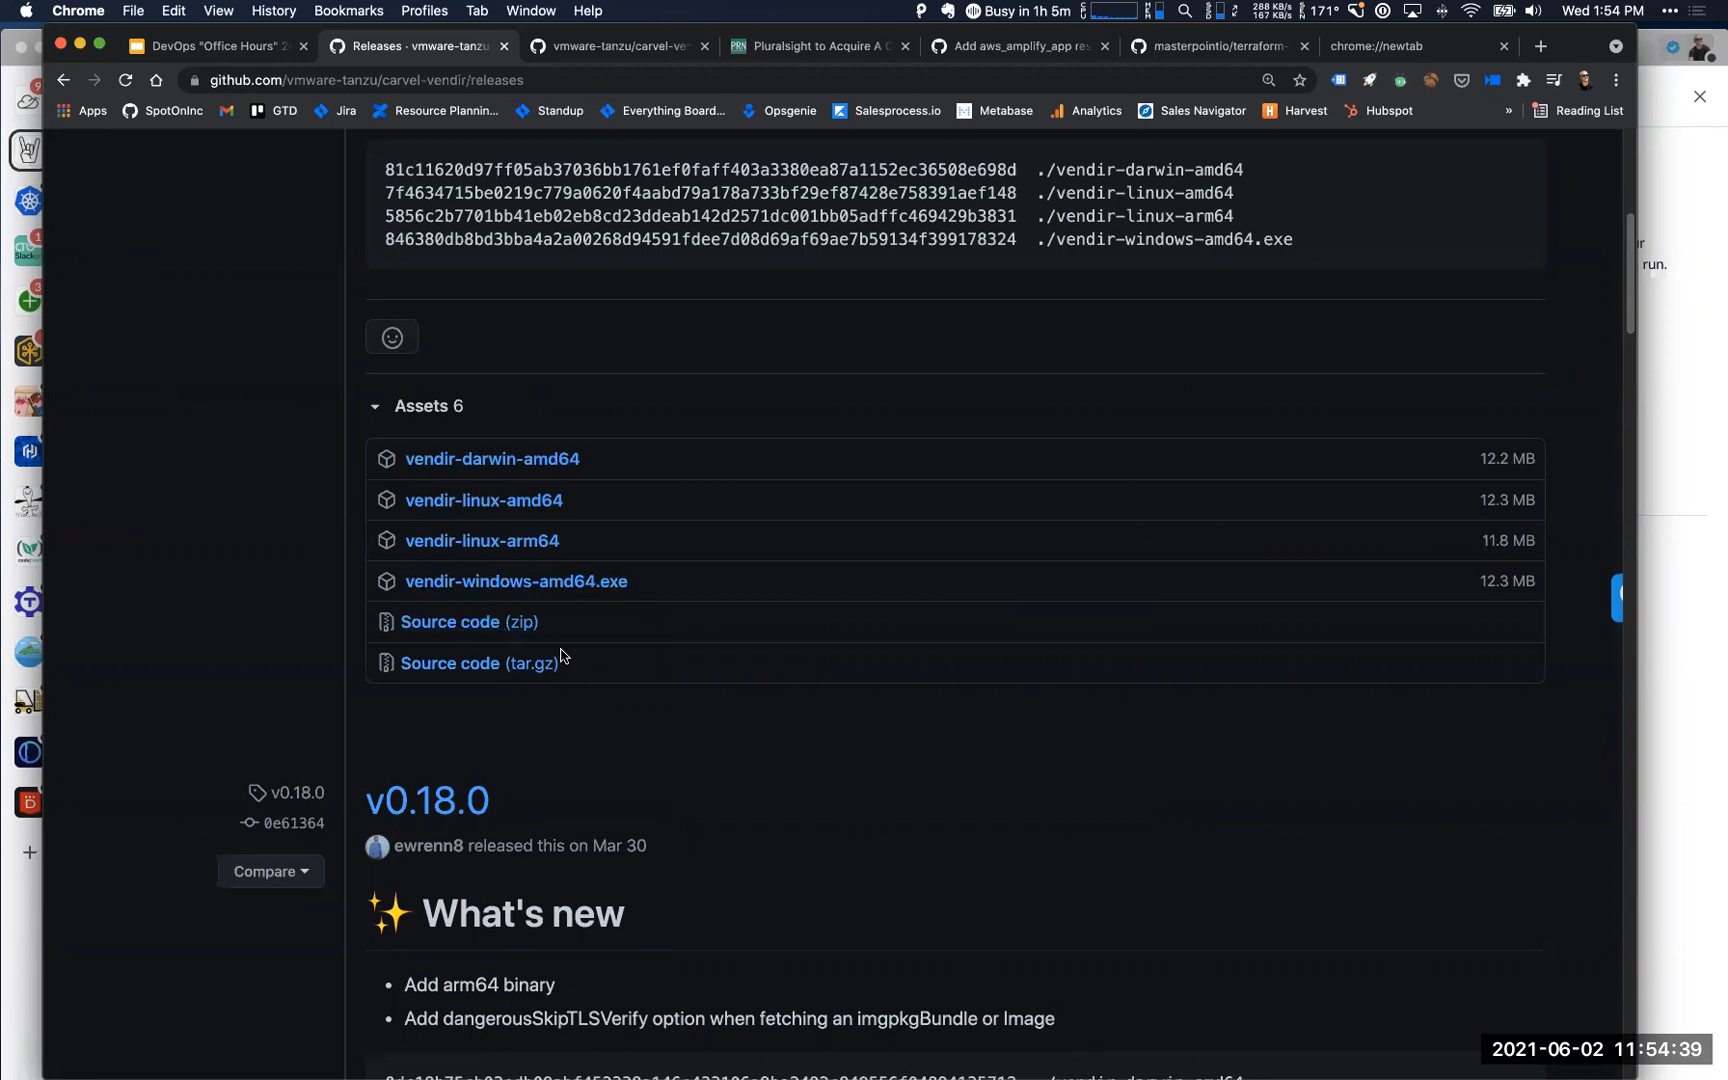 Chrome File Edit View History Bookmarks Profiles Tab Window Help Busy in 1h 5m 288 KB/s 167 KB/s 171° Wed 1:54 PM
DevOps "Office Hours" 2 Releases · vmware-tanzu vmware-tanzu/carvel-ve Pluralsight to Acquire A C Add aws_amplify_app res masterpointio/terraform- chrome://newtab
github.com/vmware-tanzu/carvel-vendir/releases
Apps SpotOnInc GTD Jira Resource Plannin... Standup Everything Board... Opsgenie Salesprocess.io Metabase Analytics Sales Navigator Harvest Hubspot » Reading List
81c11620d97ff05ab37036bb1761ef0faff403a3380ea87a1152ec36508e698d ./vendir-darwin-amd64
7f4634715be0219c779a0620f4aabd79a178a733bf29ef87428e758391aef148 ./vendir-linux-amd64
5856c2b7701bb41eb02eb8cd23ddeab142d2571dc001bb05adffc469429b3831 ./vendir-linux-arm64
846380db8bd3bba4a2a00268d94591fdee7d08d69af69ae7b59134f399178324 ./vendir-windows-amd64.exe
run.
Assets 6
vendir-darwin-amd64 12.2 MB
vendir-linux-amd64 12.3 MB
vendir-linux-arm64 11.8 MB
vendir-windows-amd64.exe 12.3 MB
Source code (zip)
Source code (tar.gz)
v0.18.0
0e61364
Compare
v0.18.0
ewrenn8 released this on Mar 30
✨ What's new
• Add arm64 binary
• Add dangerousSkipTLSVerify option when fetching an imgpkgBundle or Image
2021-06-02 11:54:39